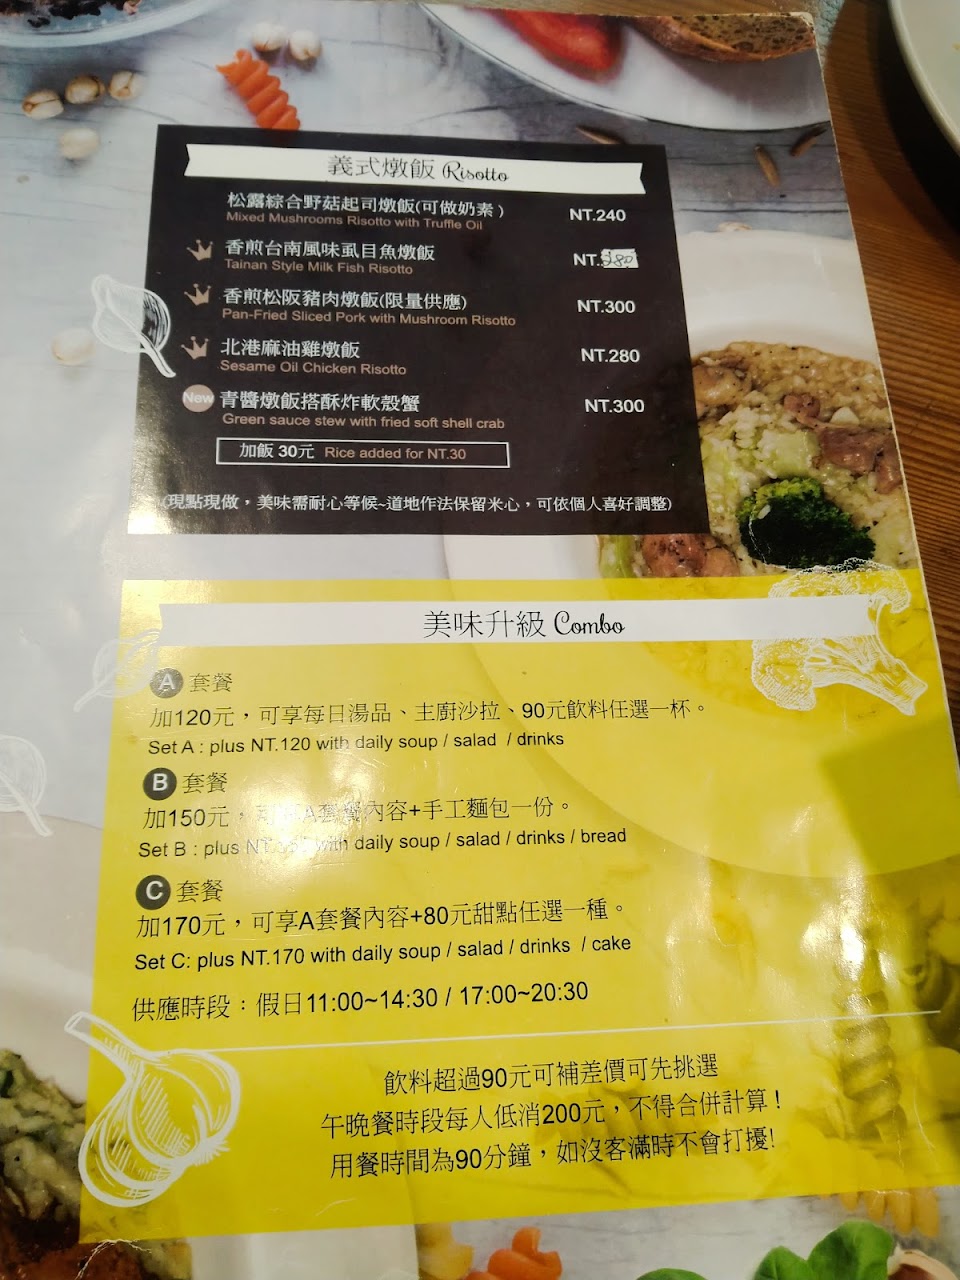 義式燉飯 Risotto
松露綜合野菇起司燉飯(可做奶素) NT.240
Mixed Mushrooms Risotto with Truffle Oil
香煎台南風味虱目魚燉飯 NT.280
Tainan Style Milk Fish Risotto
香煎松阪豬肉燉飯(限量供應) NT.300
Pan-Fried Sliced Pork with Mushroom Risotto
北港麻油雞燉飯 NT.280
Sesame Oil Chicken Risotto
New 青醬燉飯搭酥炸軟殼蟹 NT.300
Green sauce stew with fried soft shell crab
加飯 30元 Rice added for NT.30
(現點現做，美味需耐心等候~道地作法保留米心，可依個人喜好調整)
美味升級 Combo
A 套餐
加120元，可享每日湯品、主廚沙拉、90元飲料任選一杯。
Set A : plus NT.120 with daily soup / salad / drinks
B 套餐
加150元，可享A套餐內容+手工麵包一份。
Set B : plus NT. with daily soup / salad / drinks / bread
C 套餐
加170元，可享A套餐內容+80元甜點任選一種。
Set C: plus NT.170 with daily soup / salad / drinks / cake
供應時段：假日11:00~14:30 / 17:00~20:30
飲料超過90元可補差價可先挑選
午晚餐時段每人低消200元，不得合併計算!
用餐時間為90分鐘，如沒客滿時不會打擾!